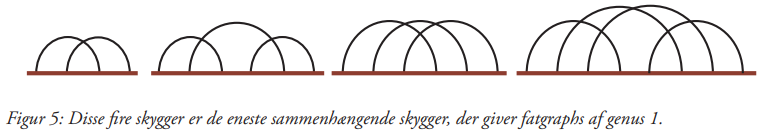 Figur 5: Disse fire skygger er de eneste sammenhængende skygger, der giver fatgraphs af genus 1.